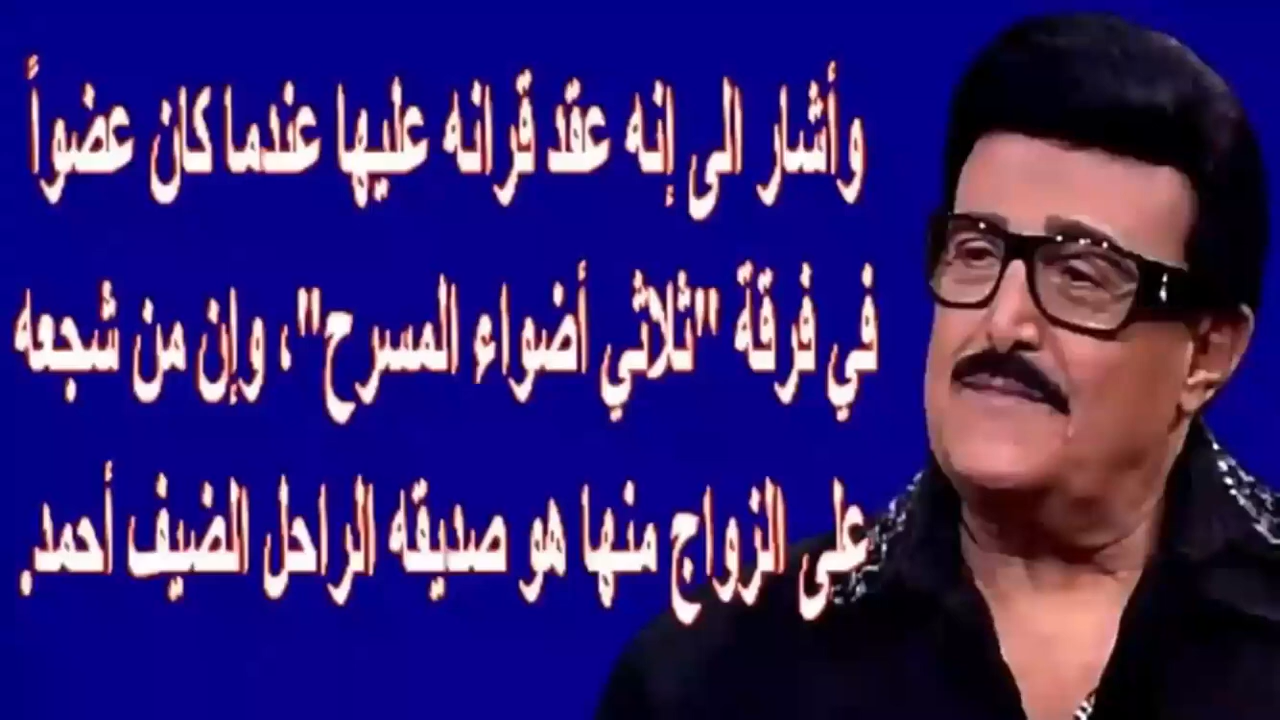 وأشار الى إنه عقد قرانه عليها عندما كان عضواً
في فرقة "ثلاثي أضواء المسرح"، وإن من شجعه
على الزواج منها هو صديقه الراحل الضيف أحمد.